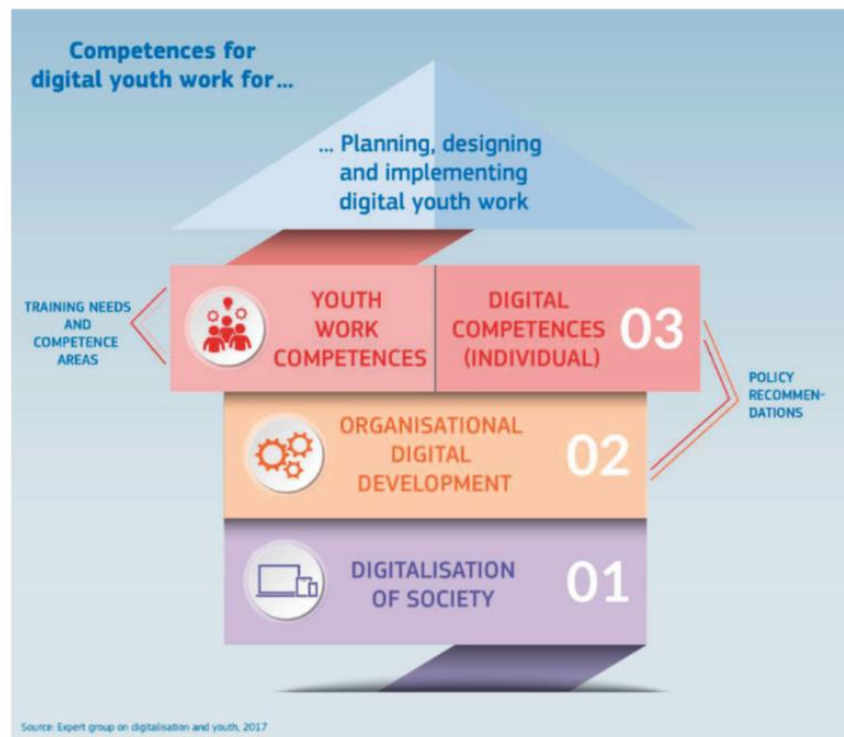 Competences for
digital youth work for...
... Planning, designing
and implementing
digital youth work
TRAINING NEEDS
AND
COMPETENCE
AREAS
YOUTH
WORK
COMPETENCES
DIGITAL
COMPETENCES
(INDIVIDUAL)
03
POLICY
RECOMMEN-
DATIONS
ORGANISATIONAL
DIGITAL
DEVELOPMENT
02
DIGITALISATION
OF SOCIETY
01
Source: Expert group on digitalisation and youth, 2017